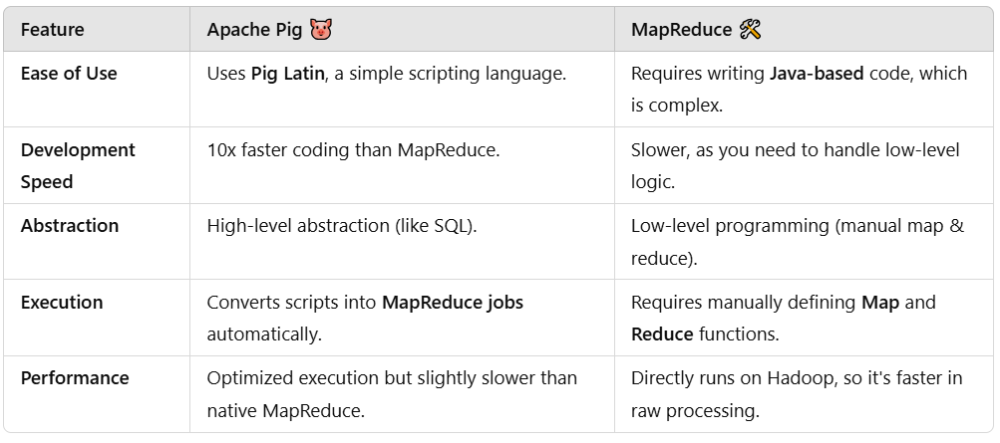 Feature Apache Pig 🐷 MapReduce 🛠️
Ease of Use Uses Pig Latin, a simple scripting language. Requires writing Java-based code, which
is complex.
Development 10x faster coding than MapReduce. Slower, as you need to handle low-level
Speed logic.
Abstraction High-level abstraction (like SQL). Low-level programming (manual map &
reduce).
Execution Converts scripts into MapReduce jobs Requires manually defining Map and
automatically. Reduce functions.
Performance Optimized execution but slightly slower than Directly runs on Hadoop, so it's faster in
native MapReduce. raw processing.